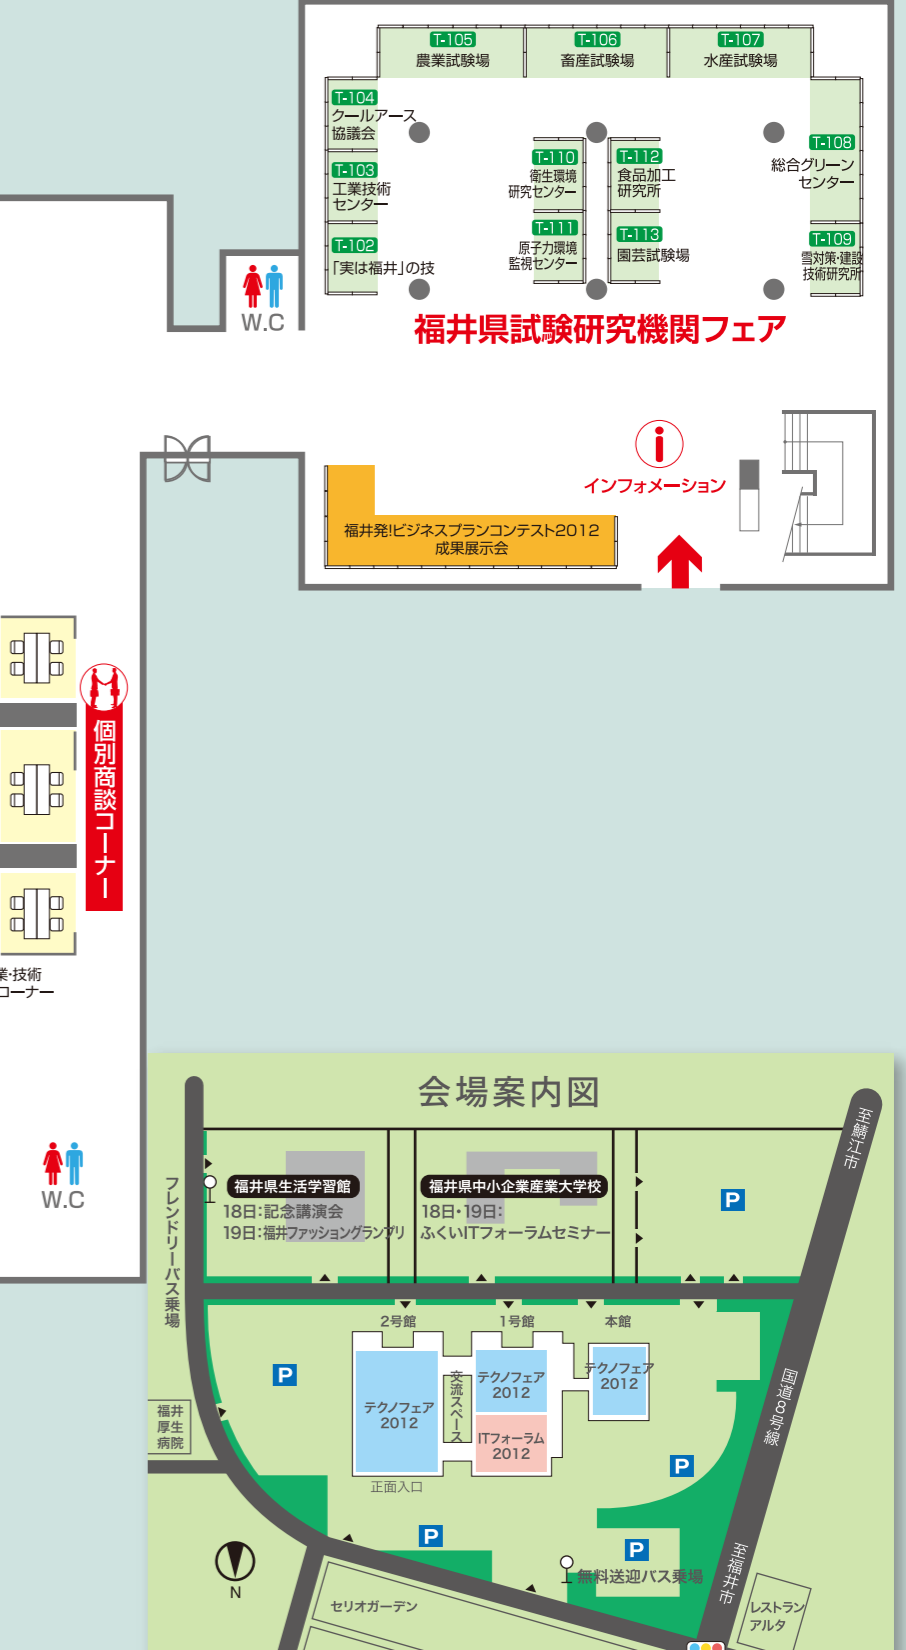 T-105
農業試験場
T-106
畜産試験場
T-107
水産試験場
T-104
クールアース
協議会
T-103
工業技術
センター
T-102
「実は福井」の技
T-110
衛生環境
研究センター
T-111
原子力環境
監視センター
T-112
食品加工
研究所
T-113
園芸試験場
T-108
総合グリーン
センター
T-109
雪対策・建設
技術研究所
W.C
福井県試験研究機関フェア
インフォメーション
福井発!ビジネスプランコンテスト2012
成果展示会
個別商談コーナー
業・技術
コーナー
W.C
会場案内図
至鯖江市
フレンドリーバス乗場
福井県生活学習館
18日:記念講演会
19日:福井ファッショングランプリ
福井県中小企業産業大学校
18日・19日:
ふくいITフォーラムセミナー
P
2号館
1号館
本館
P
テクノフェア
2012
交流スペース
テクノフェア
2012
ITフォーラム
2012
テクノフェア
2012
国道8号線
福井
厚生
病院
正面入口
P
P
P
無料送迎バス乗場
至福井市
N
セリオガーデン
レストラン
アルタ